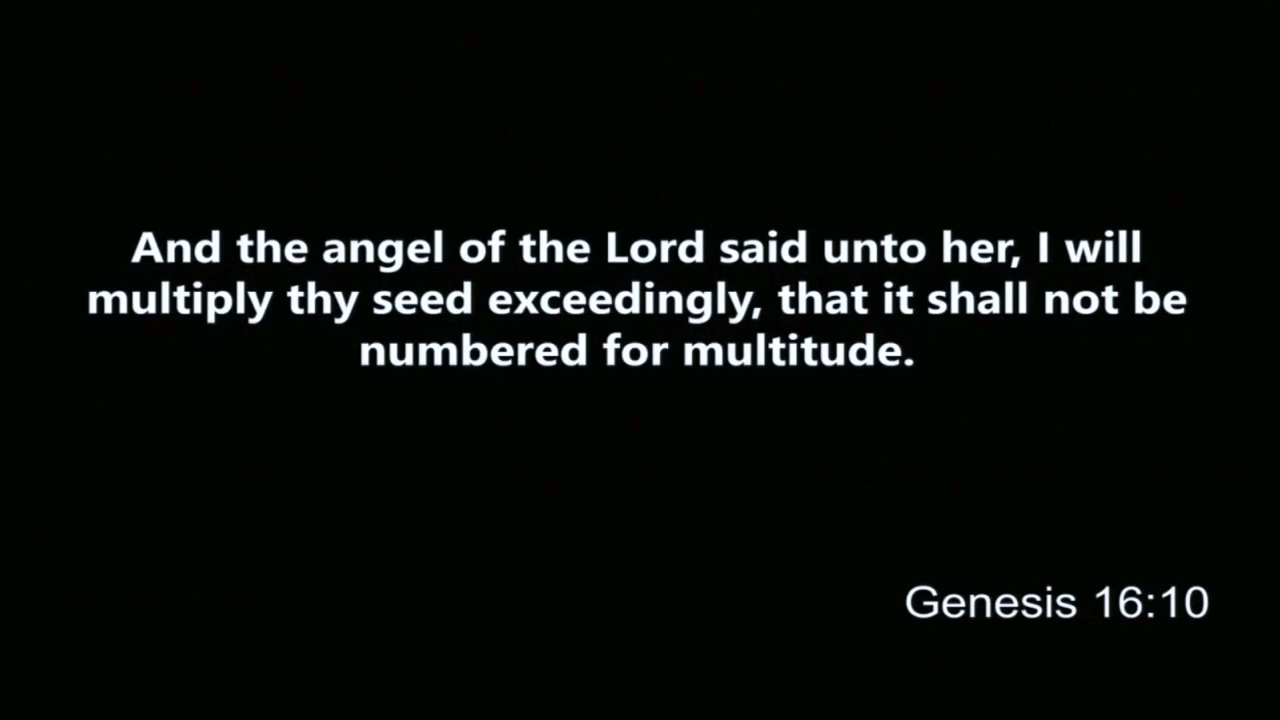 And the angel of the Lord said unto her, I will
multiply thy seed exceedingly, that it shall not be
numbered for multitude.
Genesis 16:10